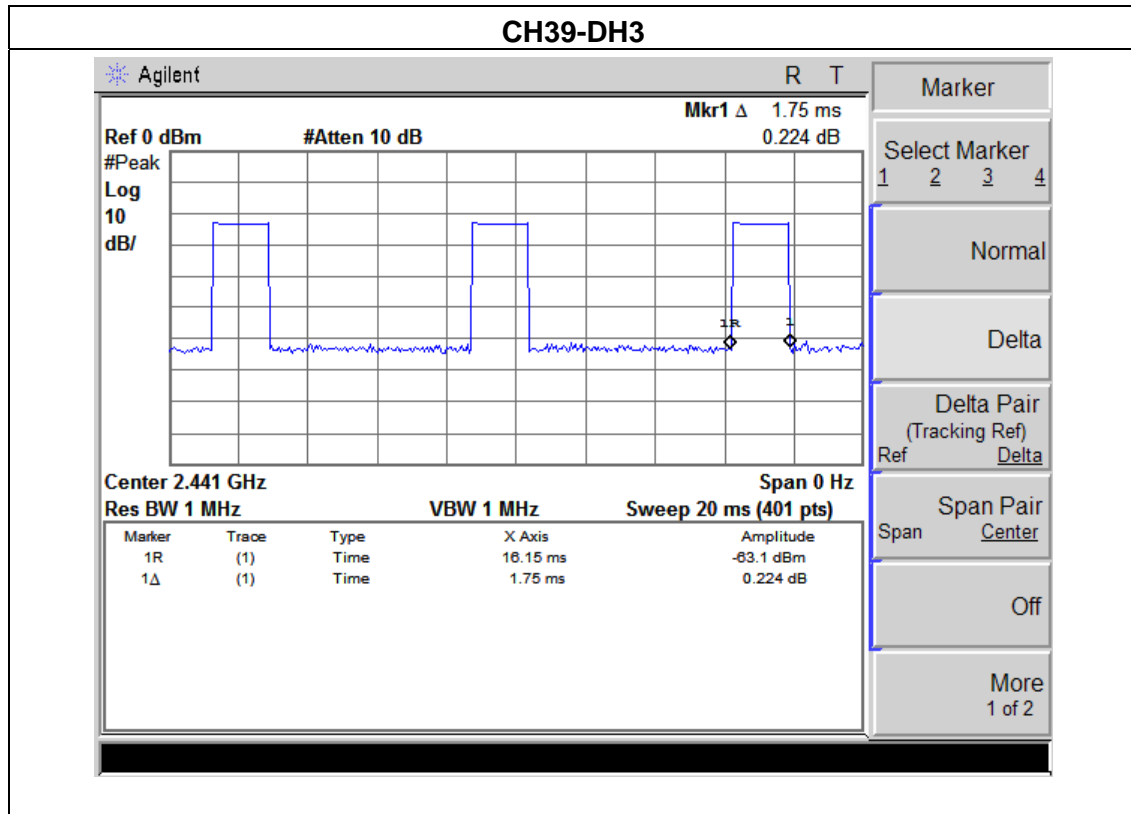 CH39-DH3
Agilent R T
Mkr1 Δ 1.75 ms
Ref 0 dBm #Atten 10 dB 0.224 dB
#Peak
Log
10
dB/
1R 1
Center 2.441 GHz Span 0 Hz
Res BW 1 MHz VBW 1 MHz Sweep 20 ms (401 pts)
Marker Trace Type X Axis Amplitude
1R (1) Time 16.15 ms -63.1 dBm
1Δ (1) Time 1.75 ms 0.224 dB
Marker
Select Marker
1 2 3 4
Normal
Delta
Delta Pair
(Tracking Ref)
Ref Delta
Span Pair
Span Center
Off
More
1 of 2